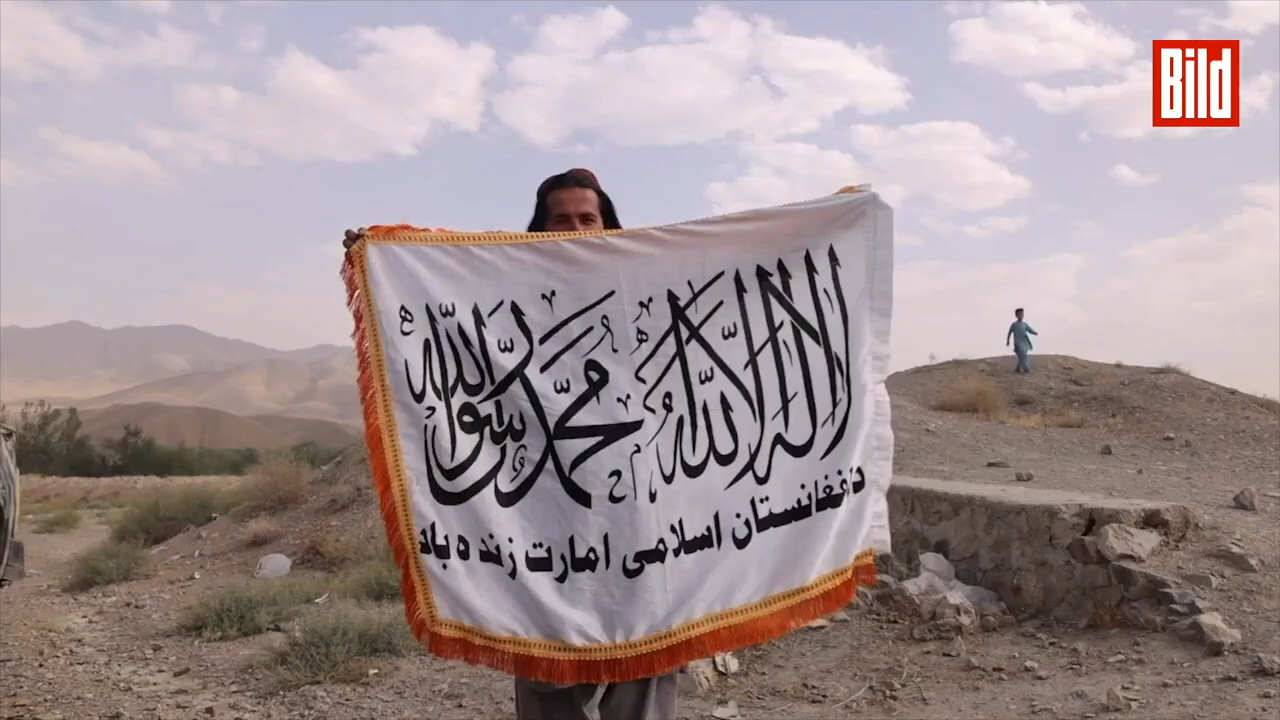 Bild
لا اله الا الله محمد رسول الله
د افغانستان اسلامی امارت زنده باد